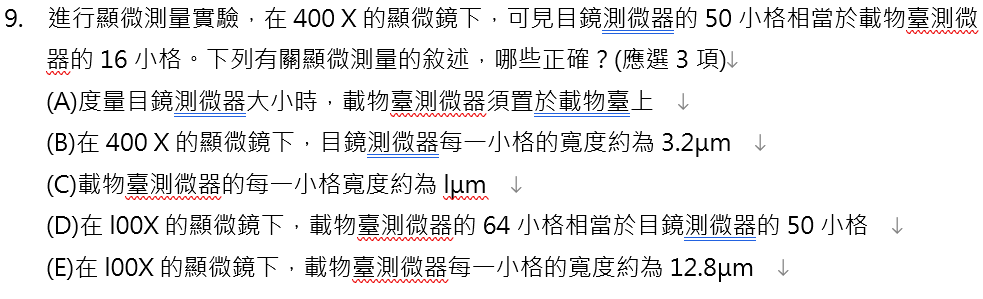 9. 進行顯微測量實驗，在 400 X 的顯微鏡下，可見目鏡測微器的 50 小格相當於載物臺測微
器的 16 小格。下列有關顯微測量的敘述，哪些正確？(應選 3 項)↓
(A)度量目鏡測微器大小時，載物臺測微器須置於載物臺上 ↓
(B)在 400 X 的顯微鏡下，目鏡測微器每一小格的寬度約為 3.2μm ↓
(C)載物臺測微器的每一小格寬度約為 lμm ↓
(D)在 l00X 的顯微鏡下，載物臺測微器的 64 小格相當於目鏡測微器的 50 小格 ↓
(E)在 l00X 的顯微鏡下，載物臺測微器每一小格的寬度約為 12.8μm ↓